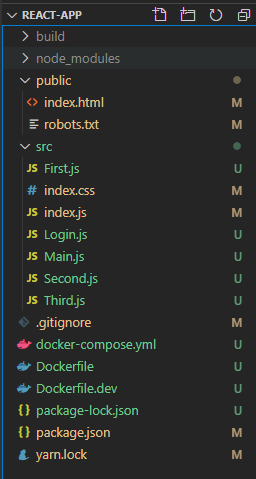 REACT-APP
build
node_modules
public
<> index.html M
robots.txt M
src
JS First.js U
# index.css M
JS index.js M
JS Login.js U
JS Main.js U
JS Second.js U
JS Third.js U
.gitignore M
docker-compose.yml U
Dockerfile U
Dockerfile.dev U
{} package-lock.json U
{} package.json M
yarn.lock M